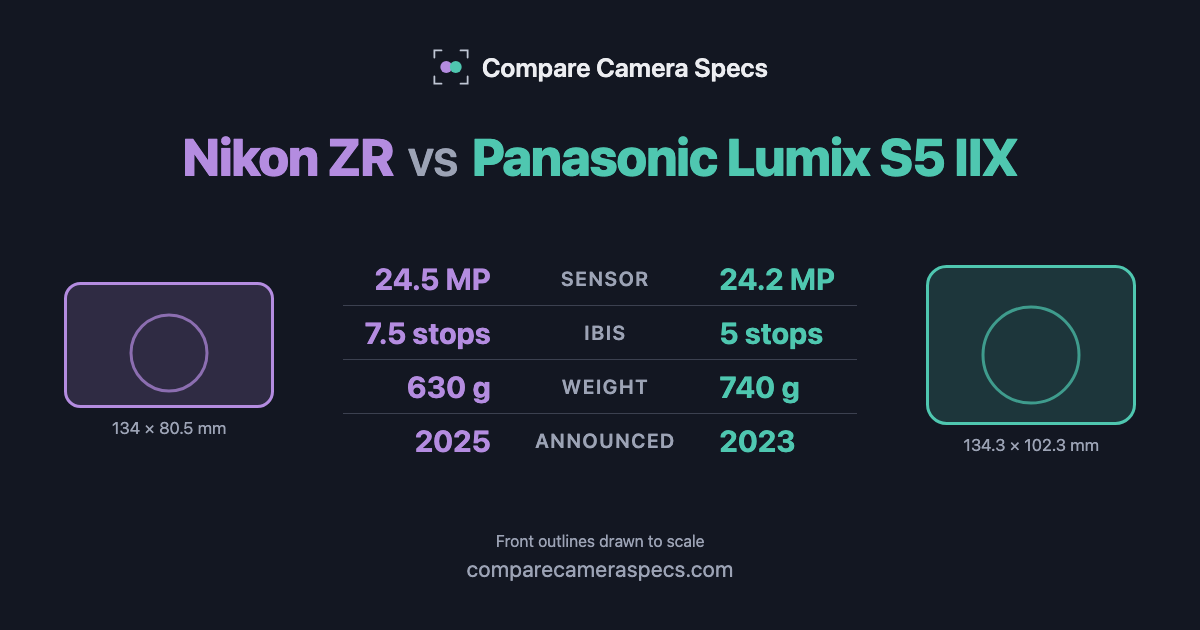 Compare Camera Specs
Nikon ZR vs Panasonic Lumix S5 IIX
24.5 MP SENSOR 24.2 MP
7.5 stops IBIS 5 stops
630 g WEIGHT 740 g
2025 ANNOUNCED 2023
134 × 80.5 mm
134.3 × 102.3 mm
Front outlines drawn to scale
comparecameraspecs.com